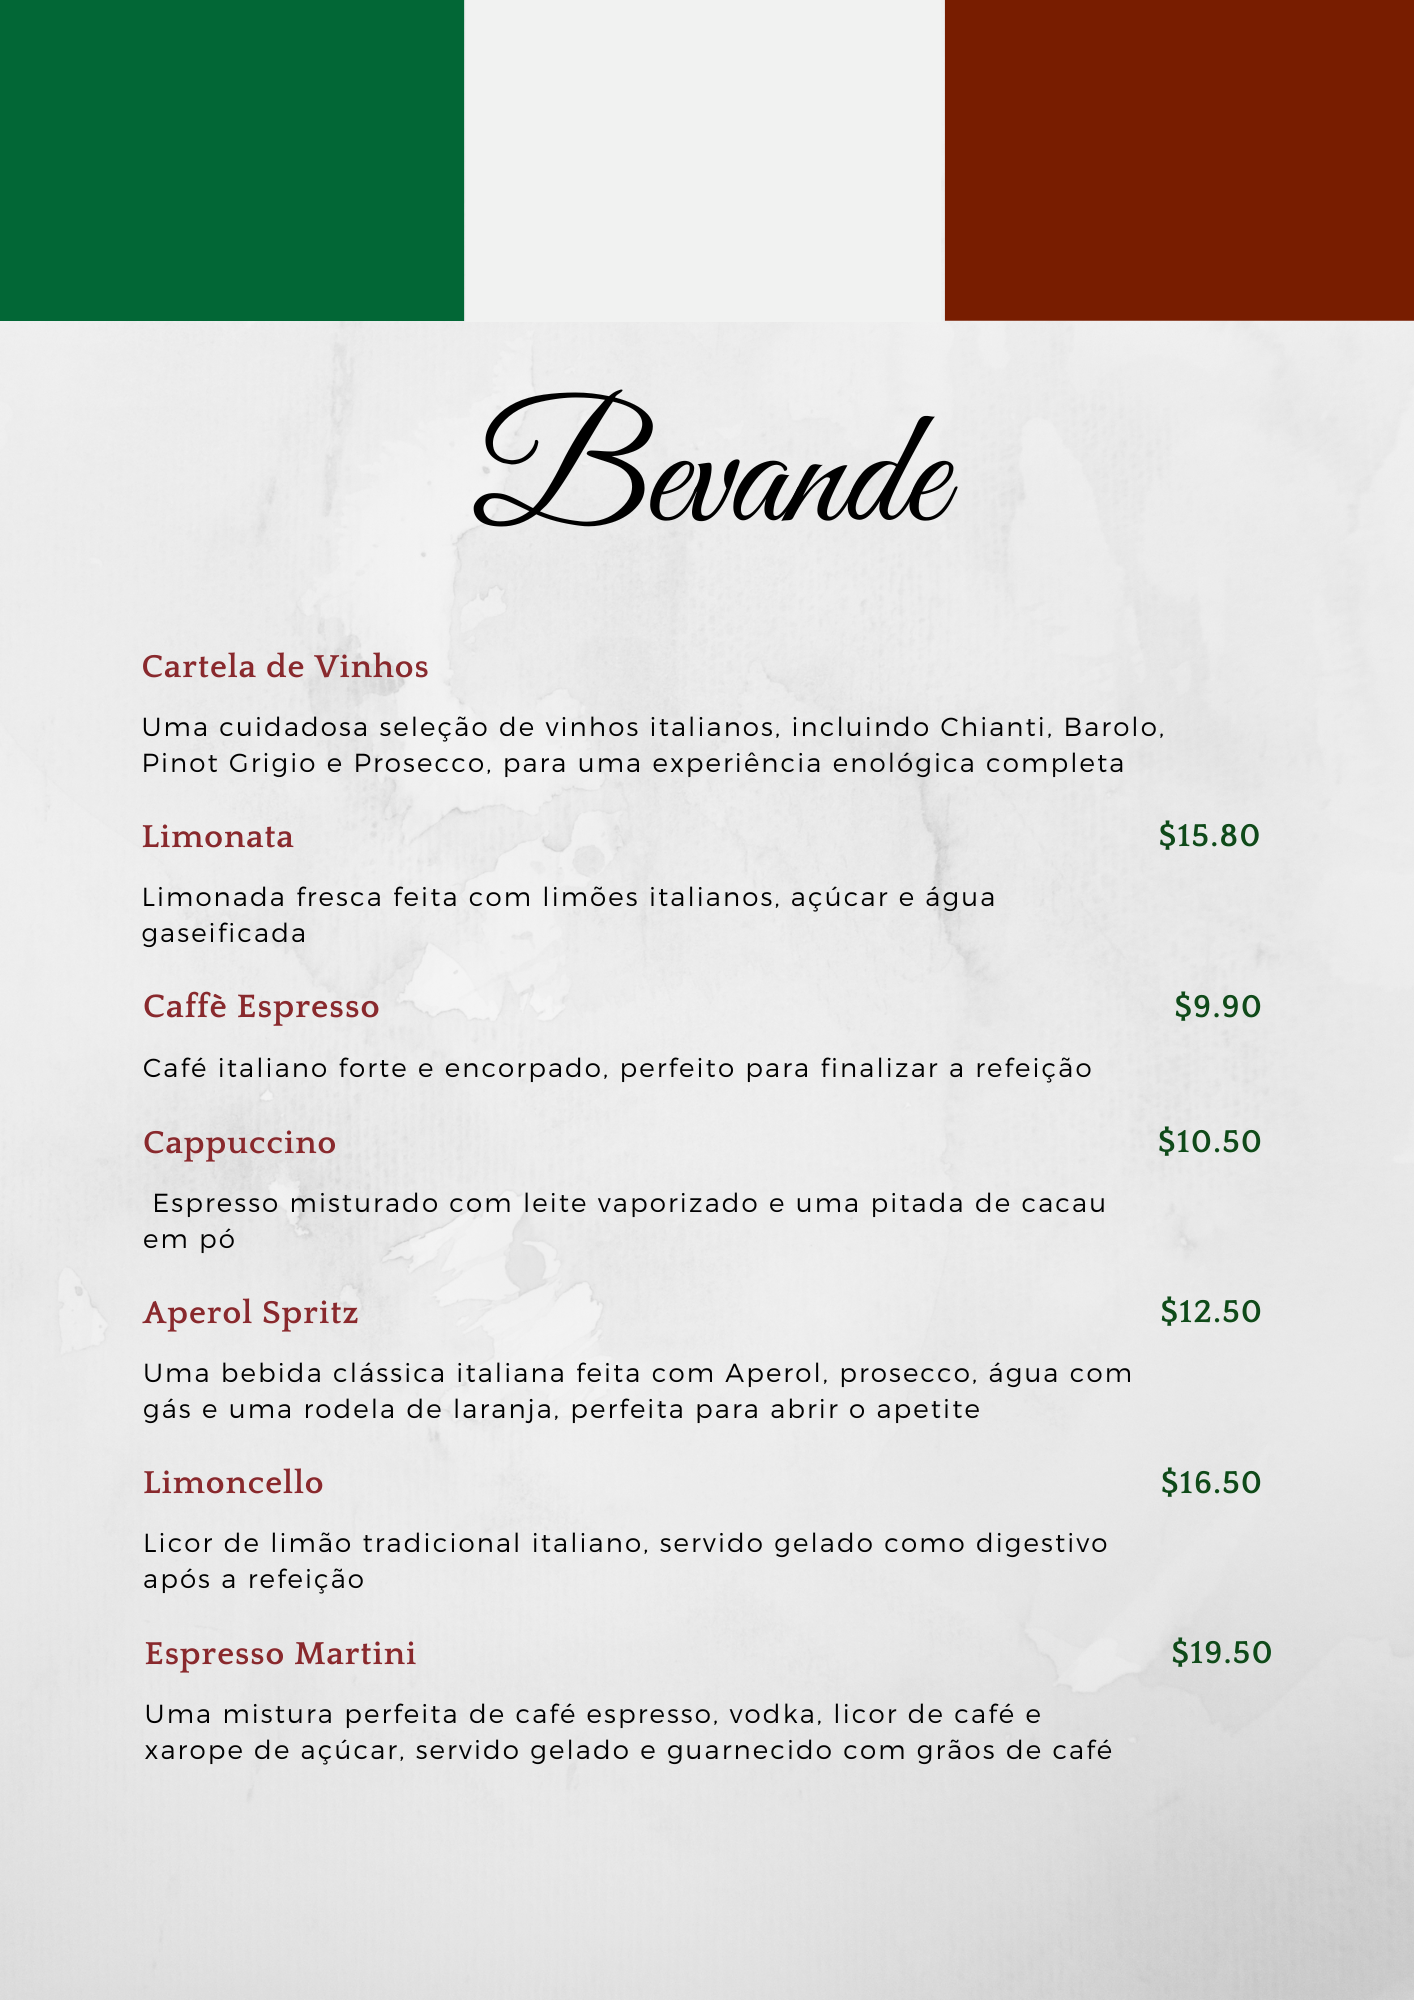 Bevande
Cartela de Vinhos
Uma cuidadosa seleção de vinhos italianos, incluindo Chianti, Barolo,
Pinot Grigio e Prosecco, para uma experiência enológica completa
Limonata $15.80
Limonada fresca feita com limões italianos, açúcar e água
gaseificada
Caffè Espresso $9.90
Café italiano forte e encorpado, perfeito para finalizar a refeição
Cappuccino $10.50
Espresso misturado com leite vaporizado e uma pitada de cacau
em pó
Aperol Spritz $12.50
Uma bebida clássica italiana feita com Aperol, prosecco, água com
gás e uma rodela de laranja, perfeita para abrir o apetite
Limoncello $16.50
Licor de limão tradicional italiano, servido gelado como digestivo
após a refeição
Espresso Martini $19.50
Uma mistura perfeita de café espresso, vodka, licor de café e
xarope de açúcar, servido gelado e guarnecido com grãos de café